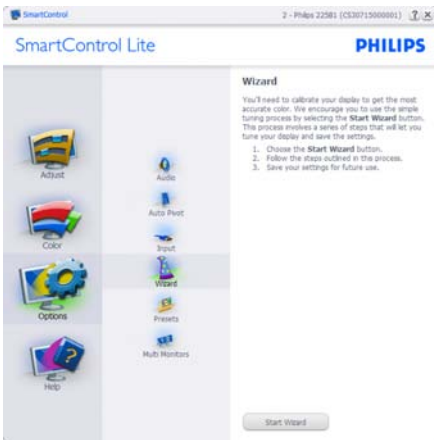 SmartControl
2 - Philips 225B1 (CS30715000001)
SmartControl Lite
PHILIPS
Adjust
Color
Options
Help
Audio
Auto Pivot
Input
Wizard
Presets
Multi Monitors
Wizard
You'll need to calibrate your display to get the most
accurate color. We encourage you to use the simple
tuning process by selecting the Start Wizard button.
This process involves a series of steps that will let you
tune your display and save the settings.
1. Choose the Start Wizard button.
2. Follow the steps outlined in this process.
3. Save your settings for future use.
Start Wizard